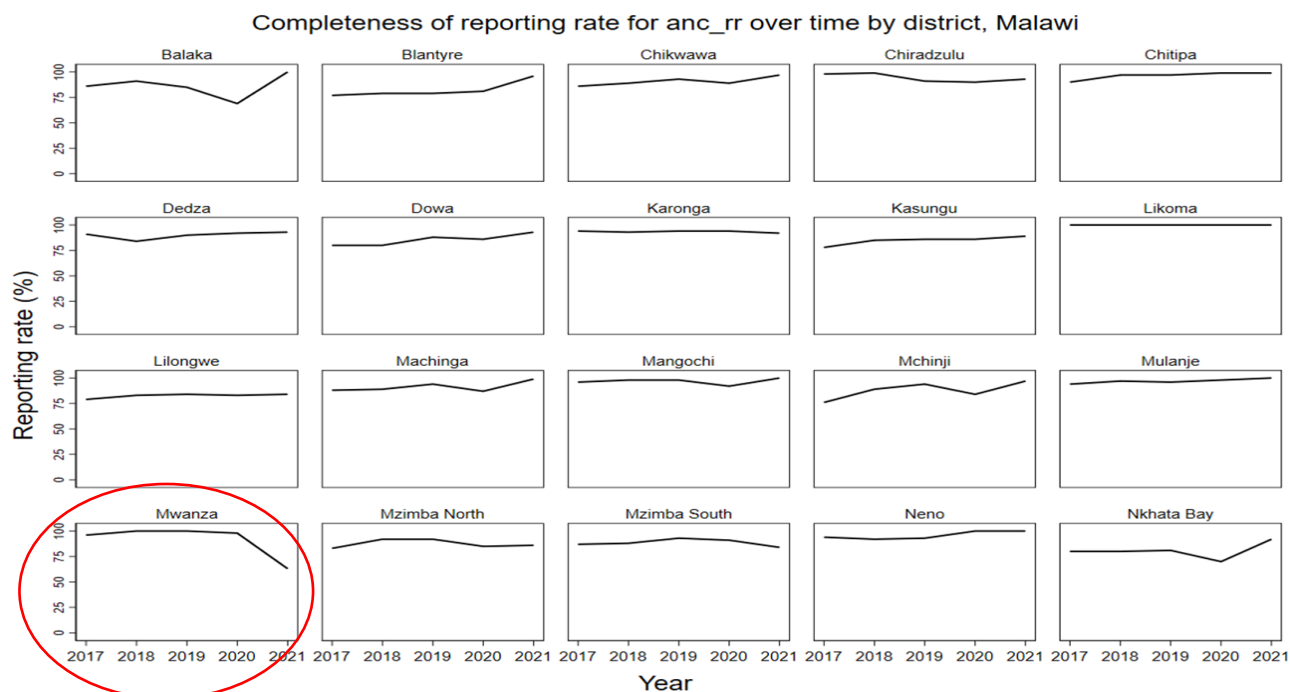 Completeness of reporting rate for anc_rr over time by district, Malawi
Balaka Blantyre Chikwawa Chiradzulu Chitipa
100
75
50
25
0
Dedza Dowa Karonga Kasungu Likoma
100
75
50
25
0
Lilongwe Machinga Mangochi Mchinji Mulanje
100
75
50
25
0
Mwanza Mzimba North Mzimba South Neno Nkhata Bay
100
75
50
25
0
Reporting rate (%)
2017 2018 2019 2020 2021 2017 2018 2019 2020 2021 2017 2018 2019 2020 2021 2017 2018 2019 2020 2021 2017 2018 2019 2020 2021
Year